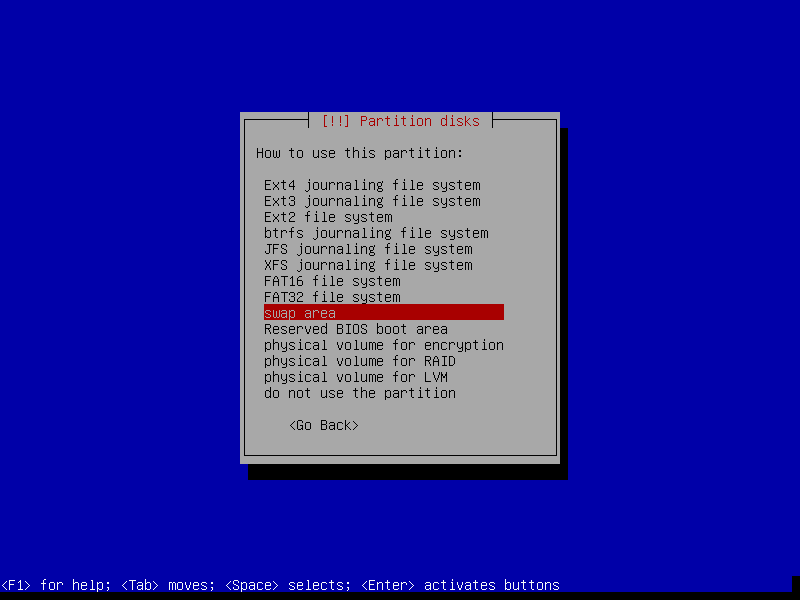 [!!] Partition disks
How to use this partition:
Ext4 journaling file system
Ext3 journaling file system
Ext2 file system
btrfs journaling file system
JFS journaling file system
XFS journaling file system
FAT16 file system
FAT32 file system
swap area
Reserved BIOS boot area
physical volume for encryption
physical volume for RAID
physical volume for LVM
do not use the partition
<Go Back>
<F1> for help; <Tab> moves; <Space> selects; <Enter> activates buttons